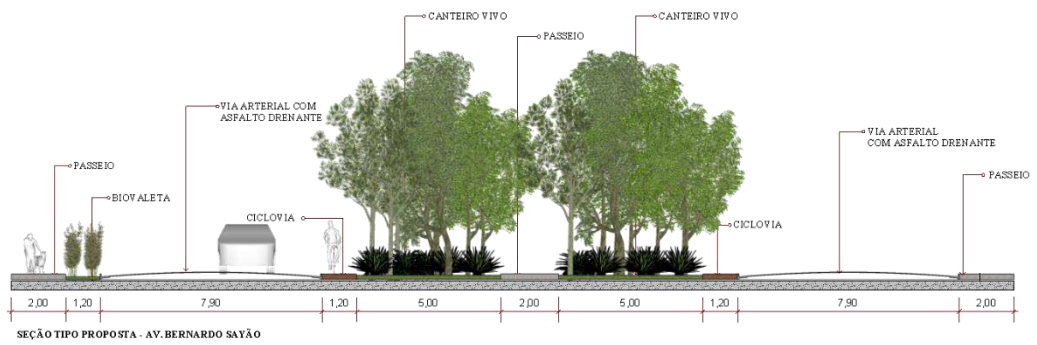 CANTEIRO VIVO
CANTEIRO VIVO
PASSEIO
VIA ARTERIAL COM
ASFALTO DRENANTE
VIA ARTERIAL
COM ASFALTO DRENANTE
PASSEIO
PASSEIO
BIOVALETA
CICLOVIA
CICLOVIA
2,00 1,20 7,90 1,20 5,00 2,00 5,00 1,20 7,90 2,00
SEÇÃO TIPO PROPOSTA - AV. BERNARDO SAYÃO